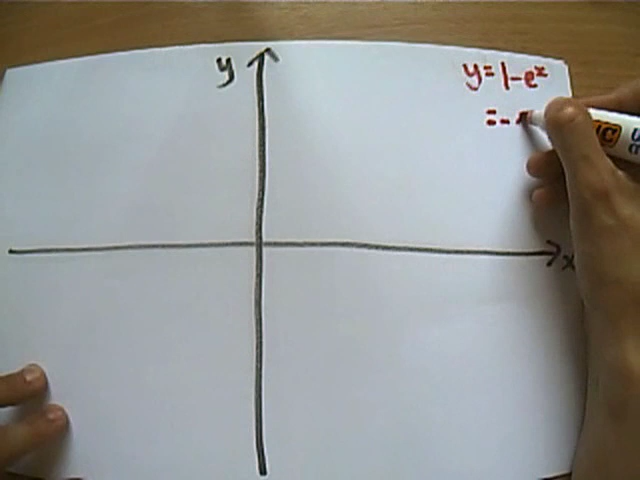 y
y=1-e^x
=-
x